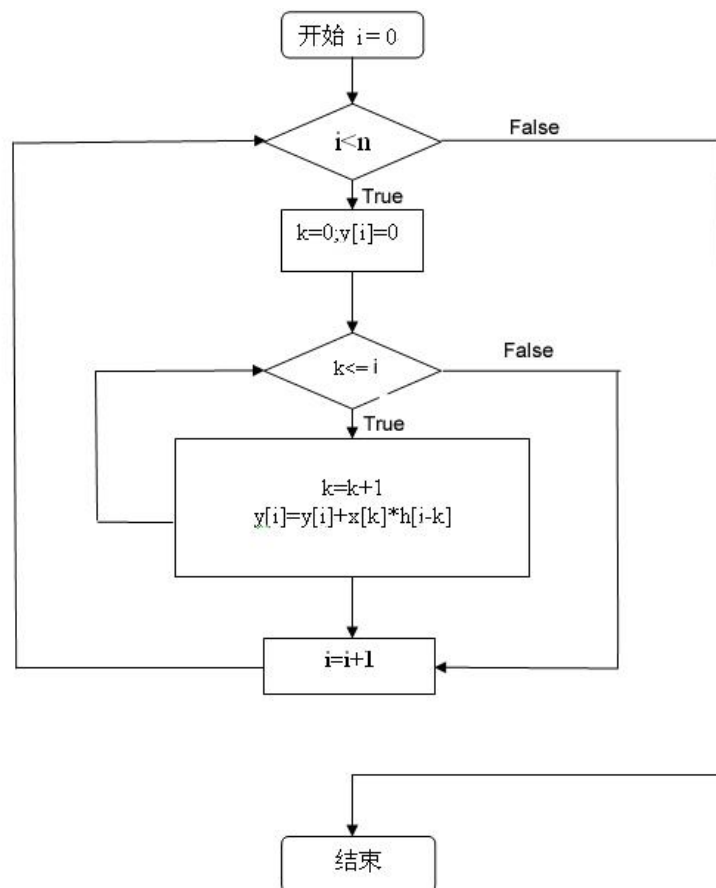 开始 i = 0
i<n
False
True
k=0;y[i]=0
k<= i
False
True
k=k+1
y[i]=y[i]+x[k]*h[i-k]
i=i+1
结束